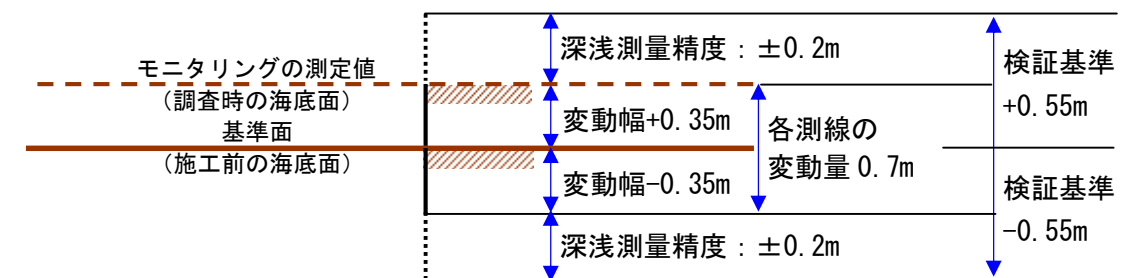 深浅測量精度：±0.2m
モニタリングの測定値
（調査時の海底面）
基準面
（施工前の海底面）
変動幅+0.35m
変動幅-0.35m
各測線の
変動量 0.7m
深浅測量精度：±0.2m
検証基準
+0.55m
検証基準
-0.55m